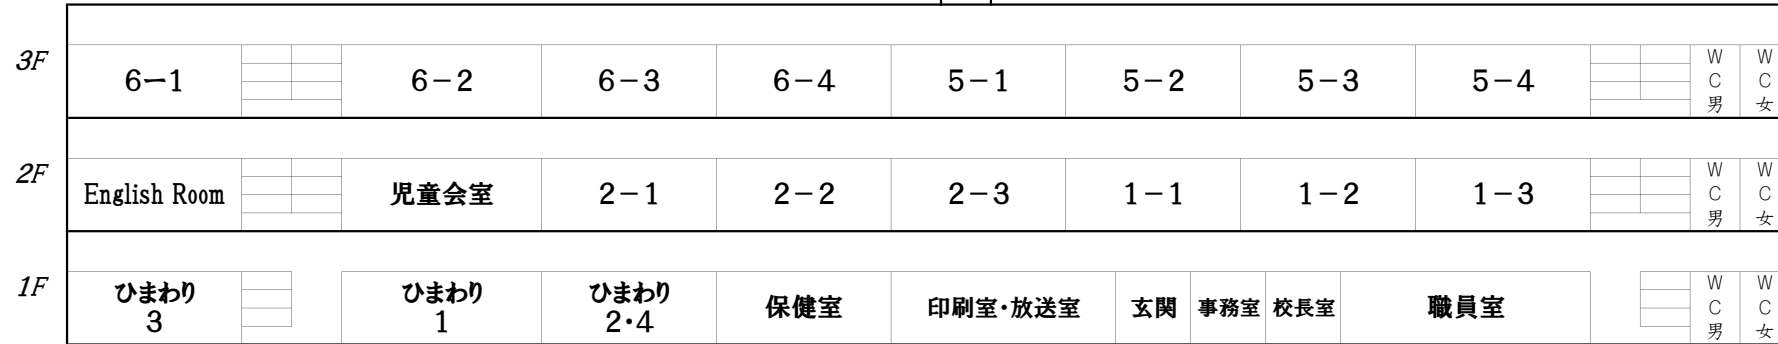 3F
6ー1
6－2
6－3
6－4
5－1
5－2
5－3
5－4
WC男
WC女
2F
English Room
児童会室
2－1
2－2
2－3
1－1
1－2
1－3
WC男
WC女
1F
ひまわり
3
ひまわり
1
ひまわり
2・4
保健室
印刷室・放送室
玄関
事務室
校長室
職員室
WC男
WC女